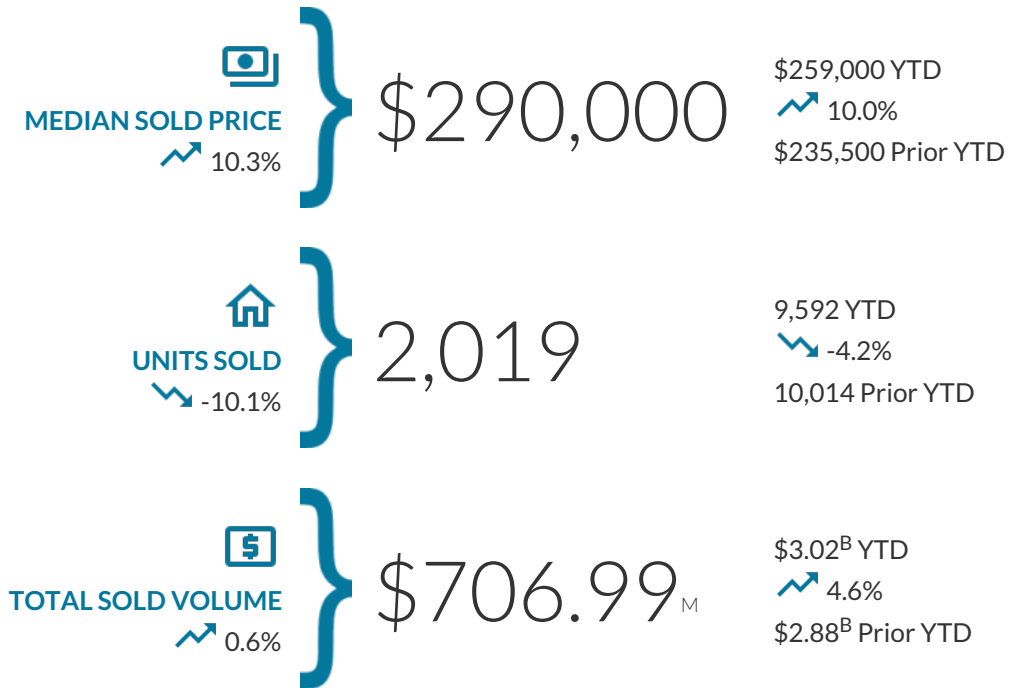 MEDIAN SOLD PRICE
10.3%
$290,000
$259,000 YTD
10.0%
$235,500 Prior YTD
UNITS SOLD
-10.1%
2,019
9,592 YTD
-4.2%
10,014 Prior YTD
TOTAL SOLD VOLUME
0.6%
$706.99M
$3.02B YTD
4.6%
$2.88B Prior YTD